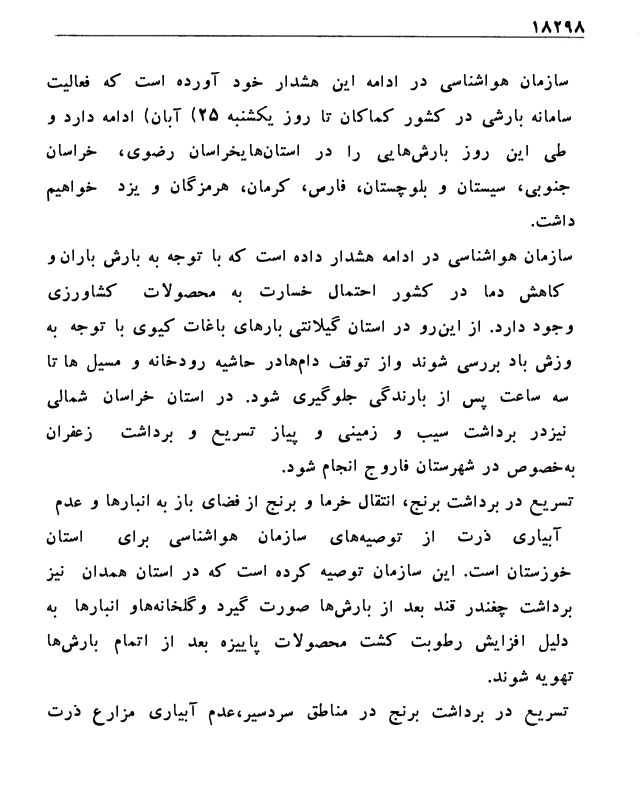 ۱۸۲۹۸
سازمان هواشناسی در ادامه این هشدار خود آورده است که فعالیت
سامانه بارشی در کشور کماکان تا روز یکشنبه ۲۵) آبان) ادامه دارد و
طی این روز بارش‌هایی را در استان‌هایخراسان رضوی، خراسان
جنوبی، سیستان و بلوچستان، فارس، کرمان، هرمزگان و یزد خواهیم
داشت.
سازمان هواشناسی در ادامه هشدار داده است که با توجه به بارش باران و
کاهش دما در کشور احتمال خسارت به محصولات کشاورزی
وجود دارد. از این‌رو در استان گیلانتی بارهای باغات کیوی با توجه به
وزش باد بررسی شوند واز توقف دام‌هادر حاشیه رودخانه و مسیل ها تا
سه ساعت پس از بارندگی جلوگیری شود. در استان خراسان شمالی
نیزدر برداشت سیب و زمینی و پیاز تسریع و برداشت زعفران
به‌خصوص در شهرستان فاروج انجام شود.
تسریع در برداشت برنج، انتقال خرما و برنج از فضای باز به انبارها و عدم
آبیاری ذرت از توصیه‌های سازمان هواشناسی برای استان
خوزستان است. این سازمان توصیه کرده است که در استان همدان نیز
برداشت چغندر قند بعد از بارش‌ها صورت گیرد وگلخانه‌هاو انبارها به
دلیل افزایش رطوبت کشت محصولات پاییزه بعد از اتمام بارش‌ها
تهویه شوند.
تسریع در برداشت برنج در مناطق سردسیر،عدم آبیاری مزارع ذرت